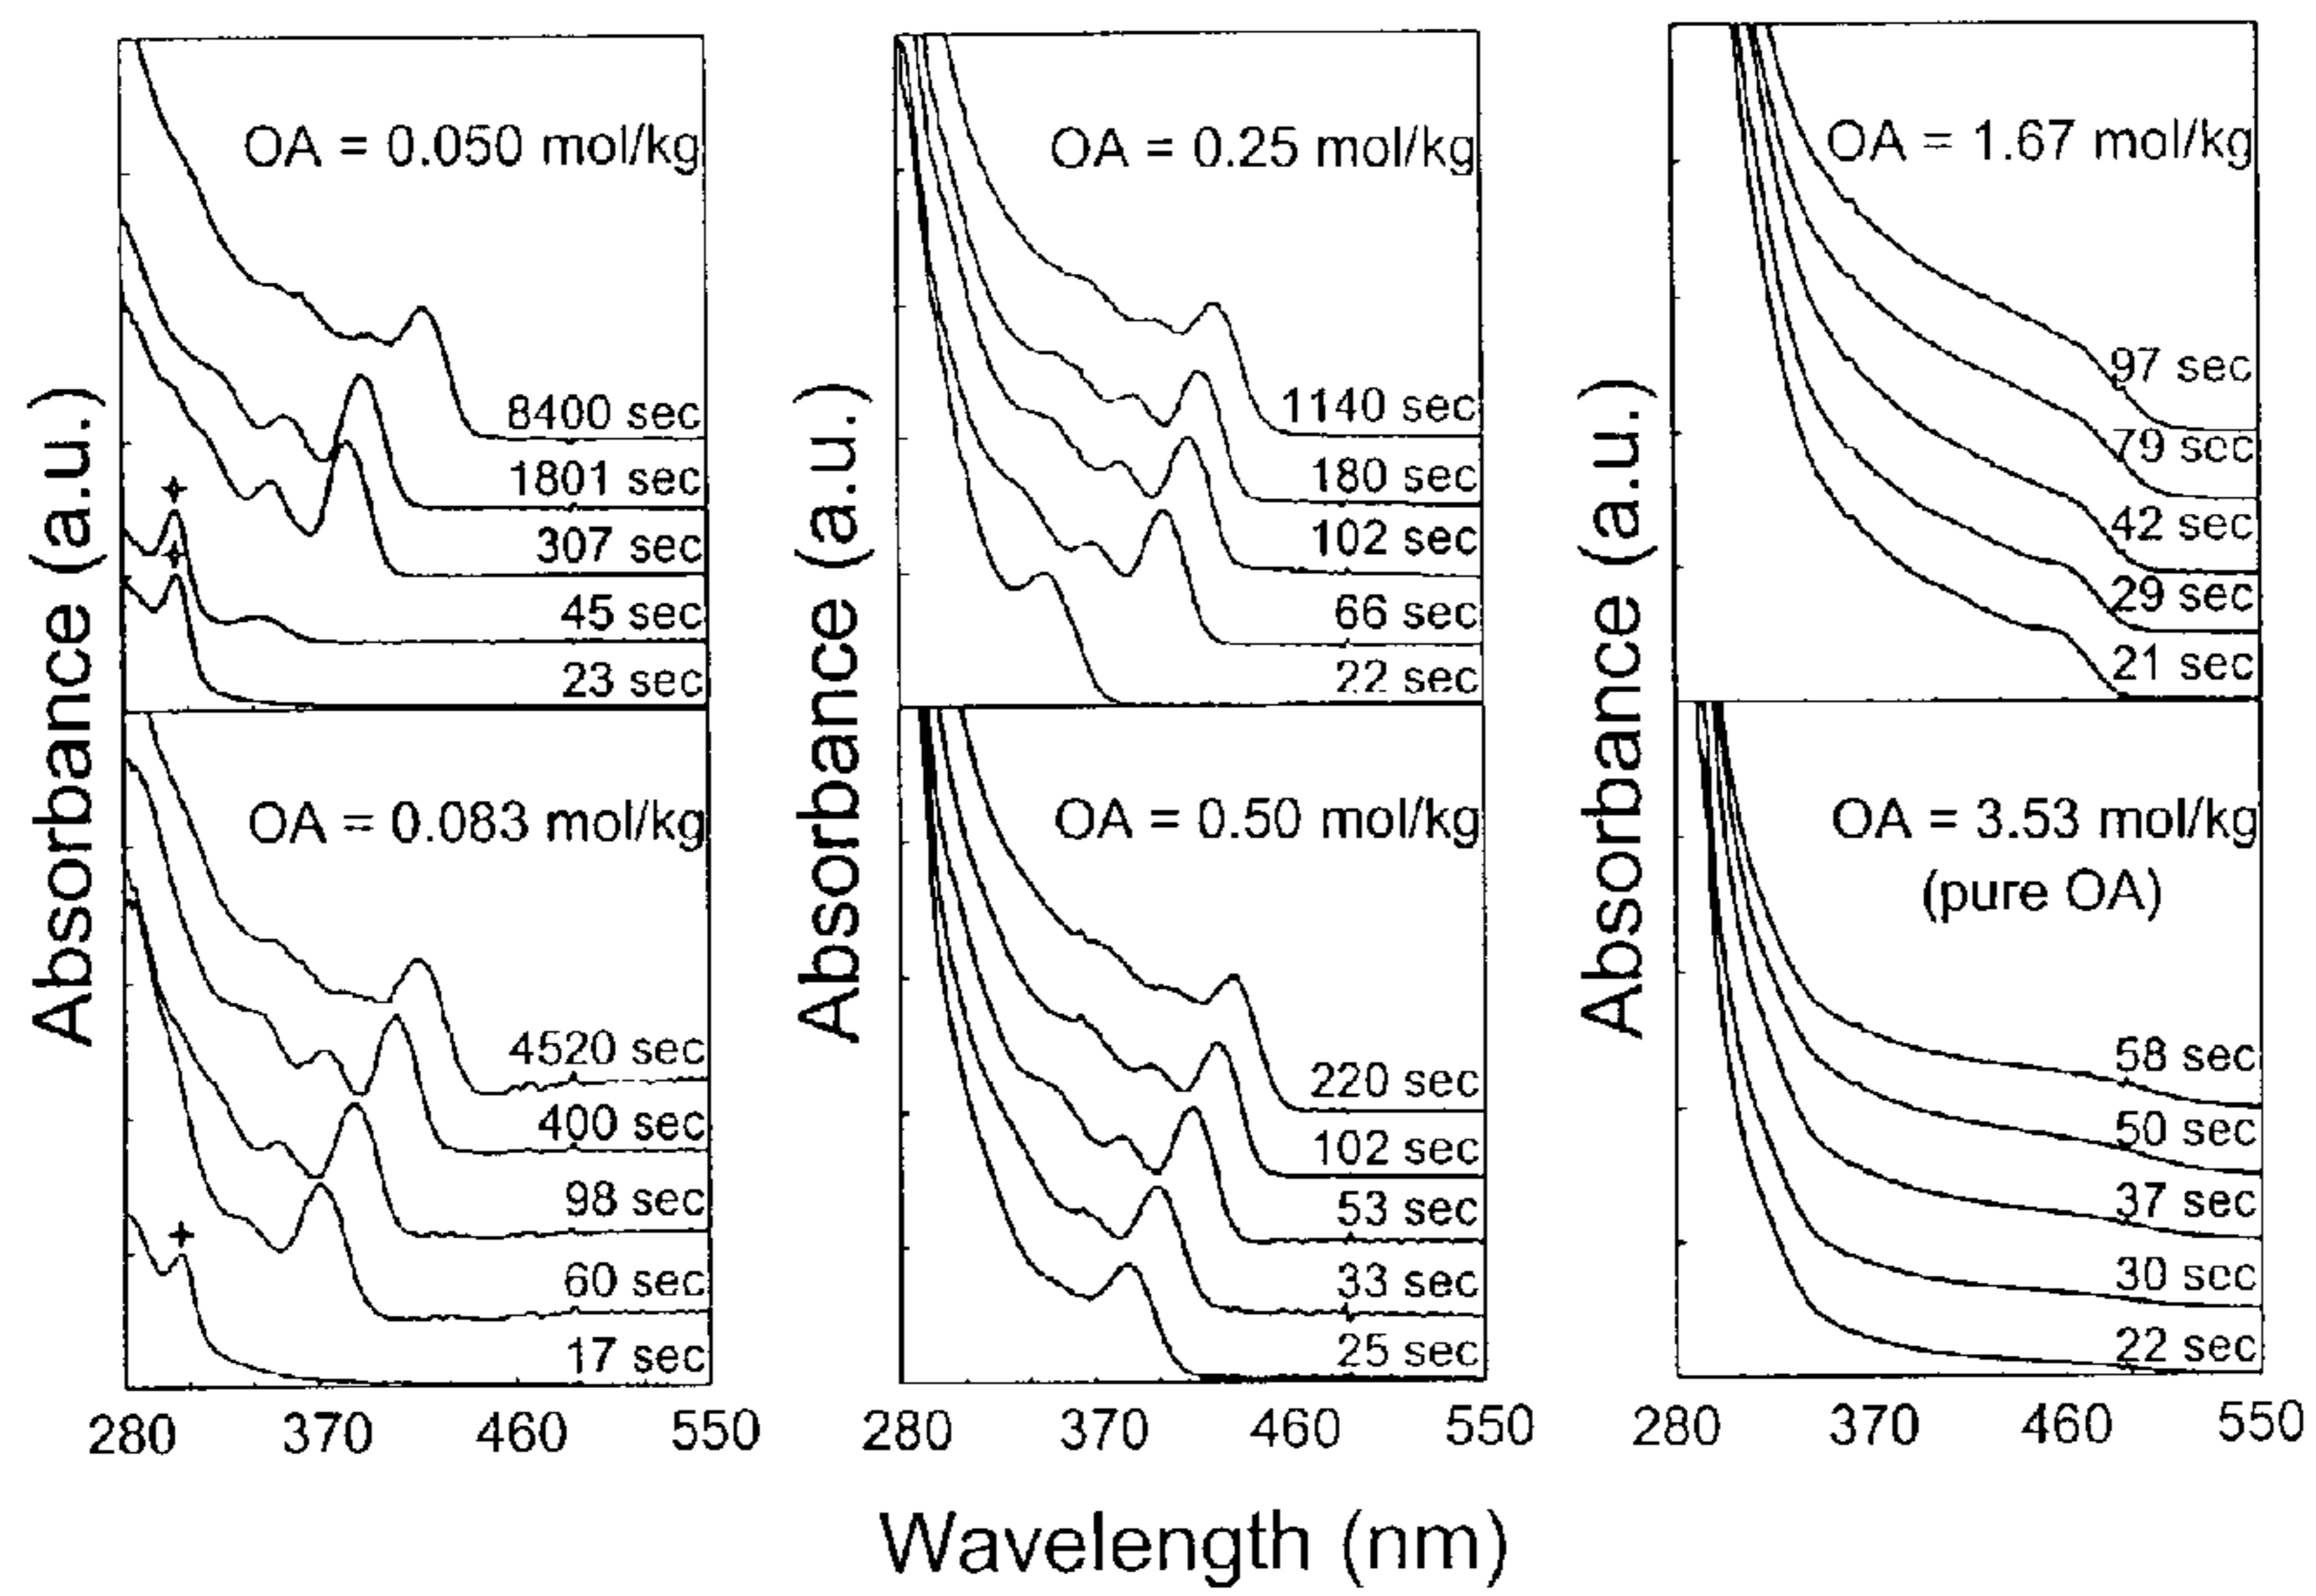 Absorbance (a.u.)
OA = 0.050 mol/kg
8400 sec
1801 sec
307 sec
45 sec
23 sec
Absorbance (a.u.)
OA = 0.25 mol/kg
1140 sec
180 sec
102 sec
66 sec
22 sec
Absorbance (a.u.)
OA = 1.67 mol/kg
97 sec
79 sec
42 sec
29 sec
21 sec
OA = 0.083 mol/kg
4520 sec
400 sec
98 sec
60 sec
17 sec
OA = 0.50 mol/kg
220 sec
102 sec
53 sec
33 sec
25 sec
OA = 3.53 mol/kg
(pure OA)
58 sec
50 sec
37 sec
30 sec
22 sec
280 370 460 550
280 370 460 550
280 370 460 550
Wavelength (nm)